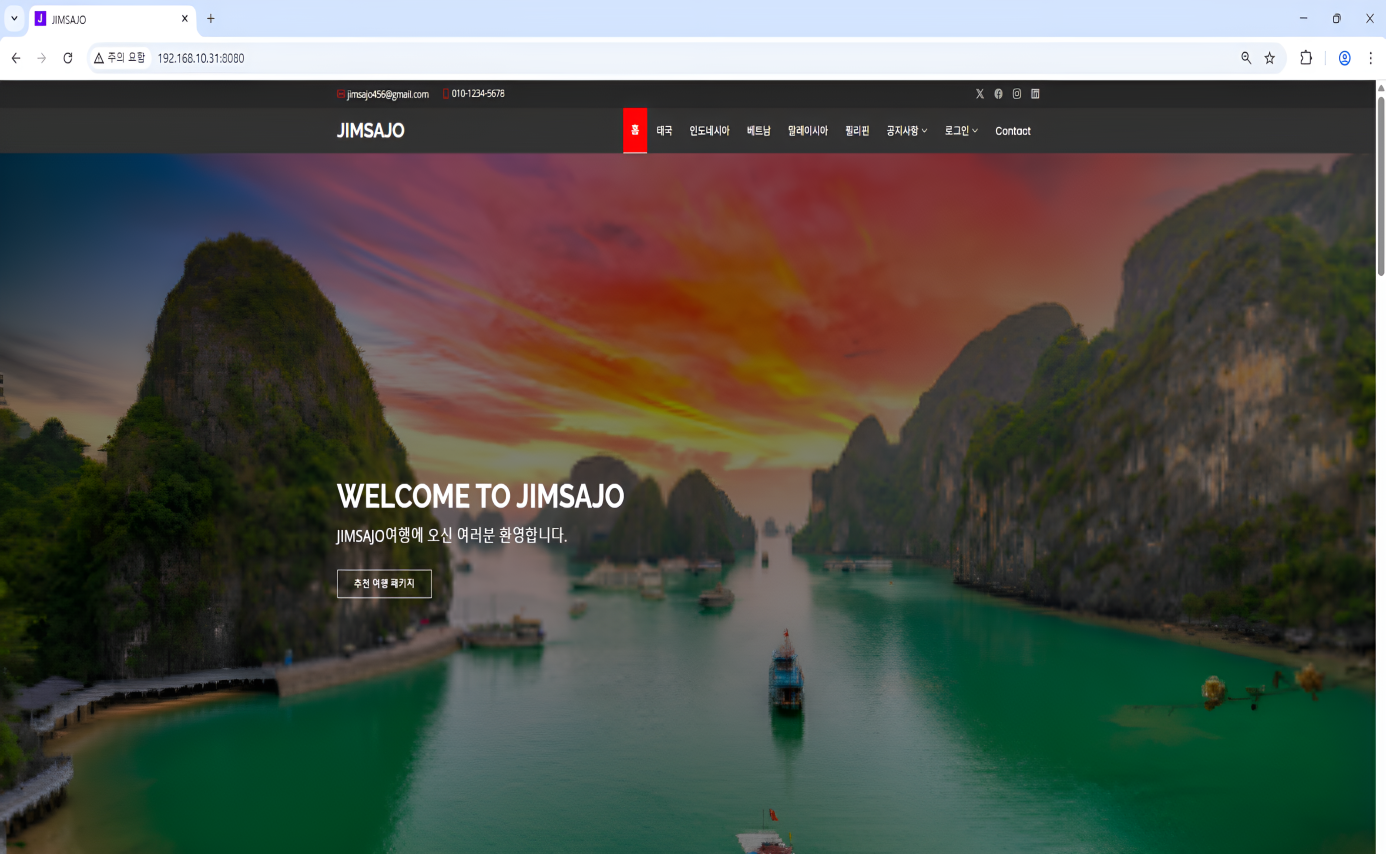 J JIMSAJO
주의 요함 192.168.10.31:8080
jimsajo456@gmail.com 010-1234-5678
JIMSAJO 홈 태국 인도네시아 베트남 말레이시아 필리핀 공지사항 로그인 Contact
WELCOME TO JIMSAJO
JIMSAJO여행에 오신 여러분 환영합니다.
추천 여행 패키지